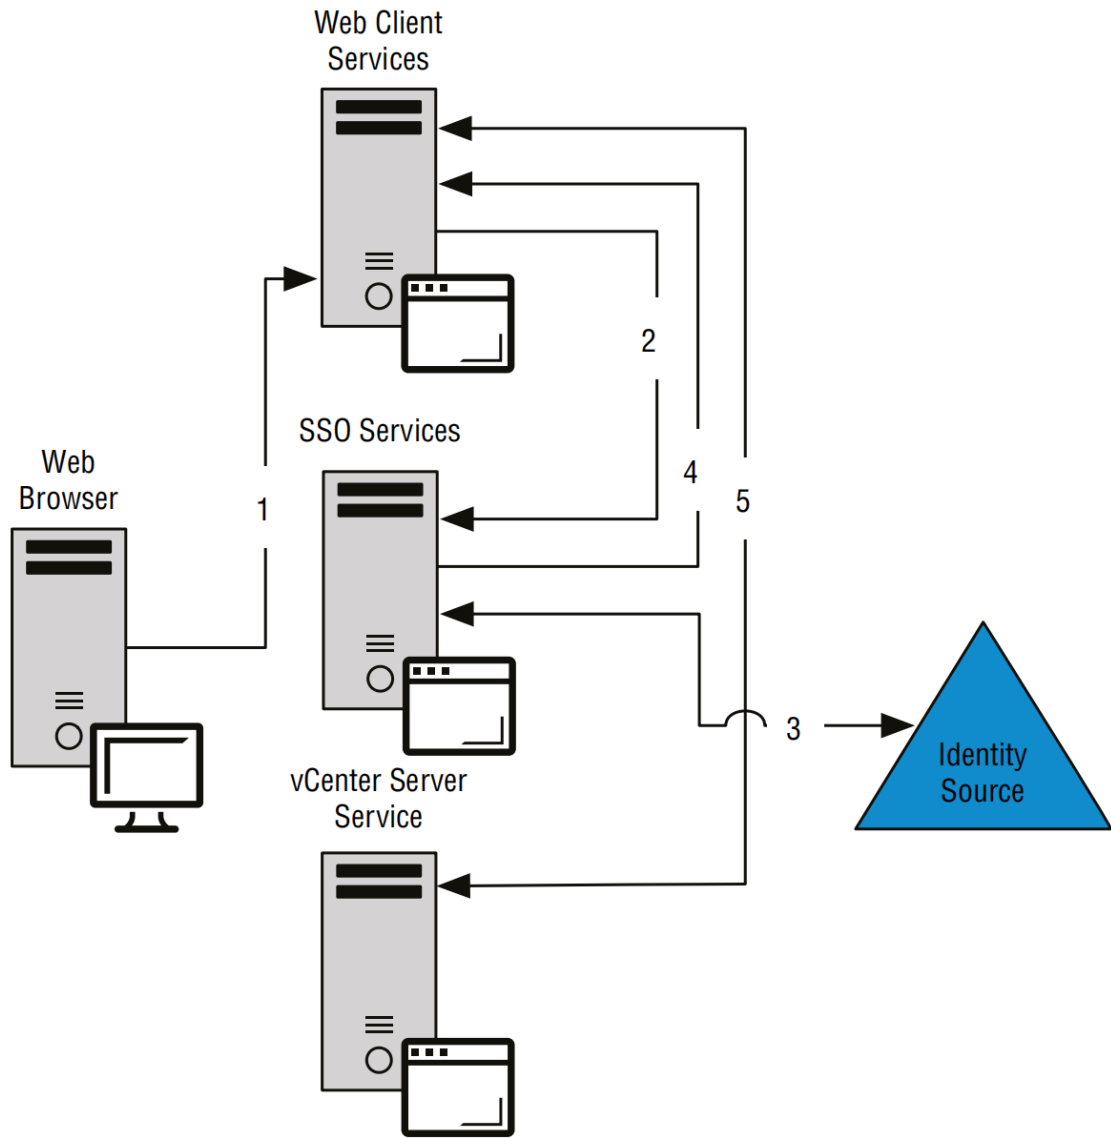 Web Client
Services
2
SSO Services
Web
Browser
1
4
5
3
Identity
Source
vCenter Server
Service